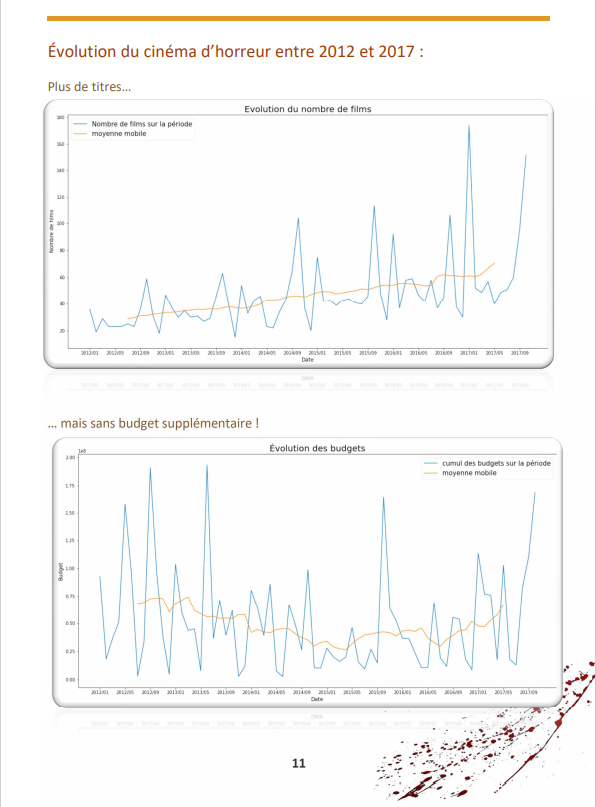 Évolution du cinéma d’horreur entre 2012 et 2017 :
Plus de titres…
Evolution du nombre de films
Nombre de films sur la période
moyenne mobile
180
160
140
120
100
80
60
40
20
Nombre de films
2012/01 2012/05 2012/09 2013/01 2013/05 2013/09 2014/01 2014/05 2014/09 2015/01 2015/05 2015/09 2016/01 2016/05 2016/09 2017/01 2017/05 2017/09
Date
… mais sans budget supplémentaire !
Évolution des budgets
1e8
cumul des budgets sur la période
moyenne mobile
2.00
1.75
1.50
1.25
1.00
0.75
0.50
0.25
0.00
Budget
2012/01 2012/05 2012/09 2013/01 2013/05 2013/09 2014/01 2014/05 2014/09 2015/01 2015/05 2015/09 2016/01 2016/05 2016/09 2017/01 2017/05 2017/09
Date
11